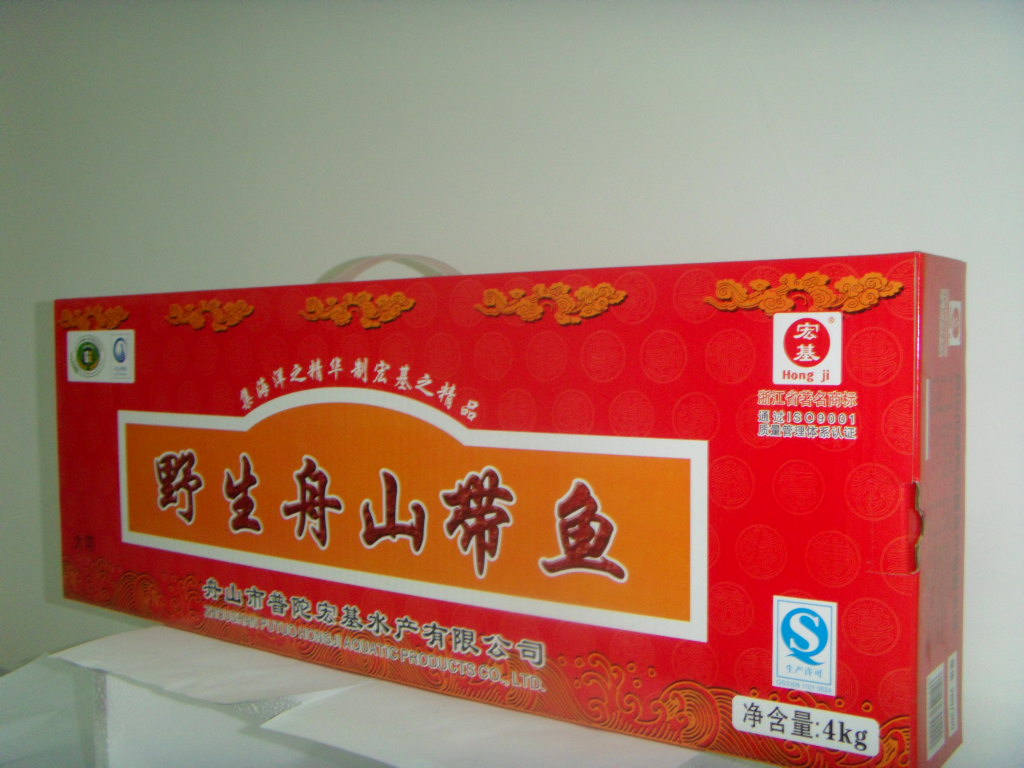 集海洋之精华 制宏基之精品
野生舟山带鱼
舟山市普陀宏基水产有限公司
ZHOUSHAN PUTUO HONGJI AQUATIC PRODUCTS CO., LTD.
宏基®
Hong ji
浙江省著名商标
通过ISO9001
质量管理体系认证
生产许可
净含量:4kg